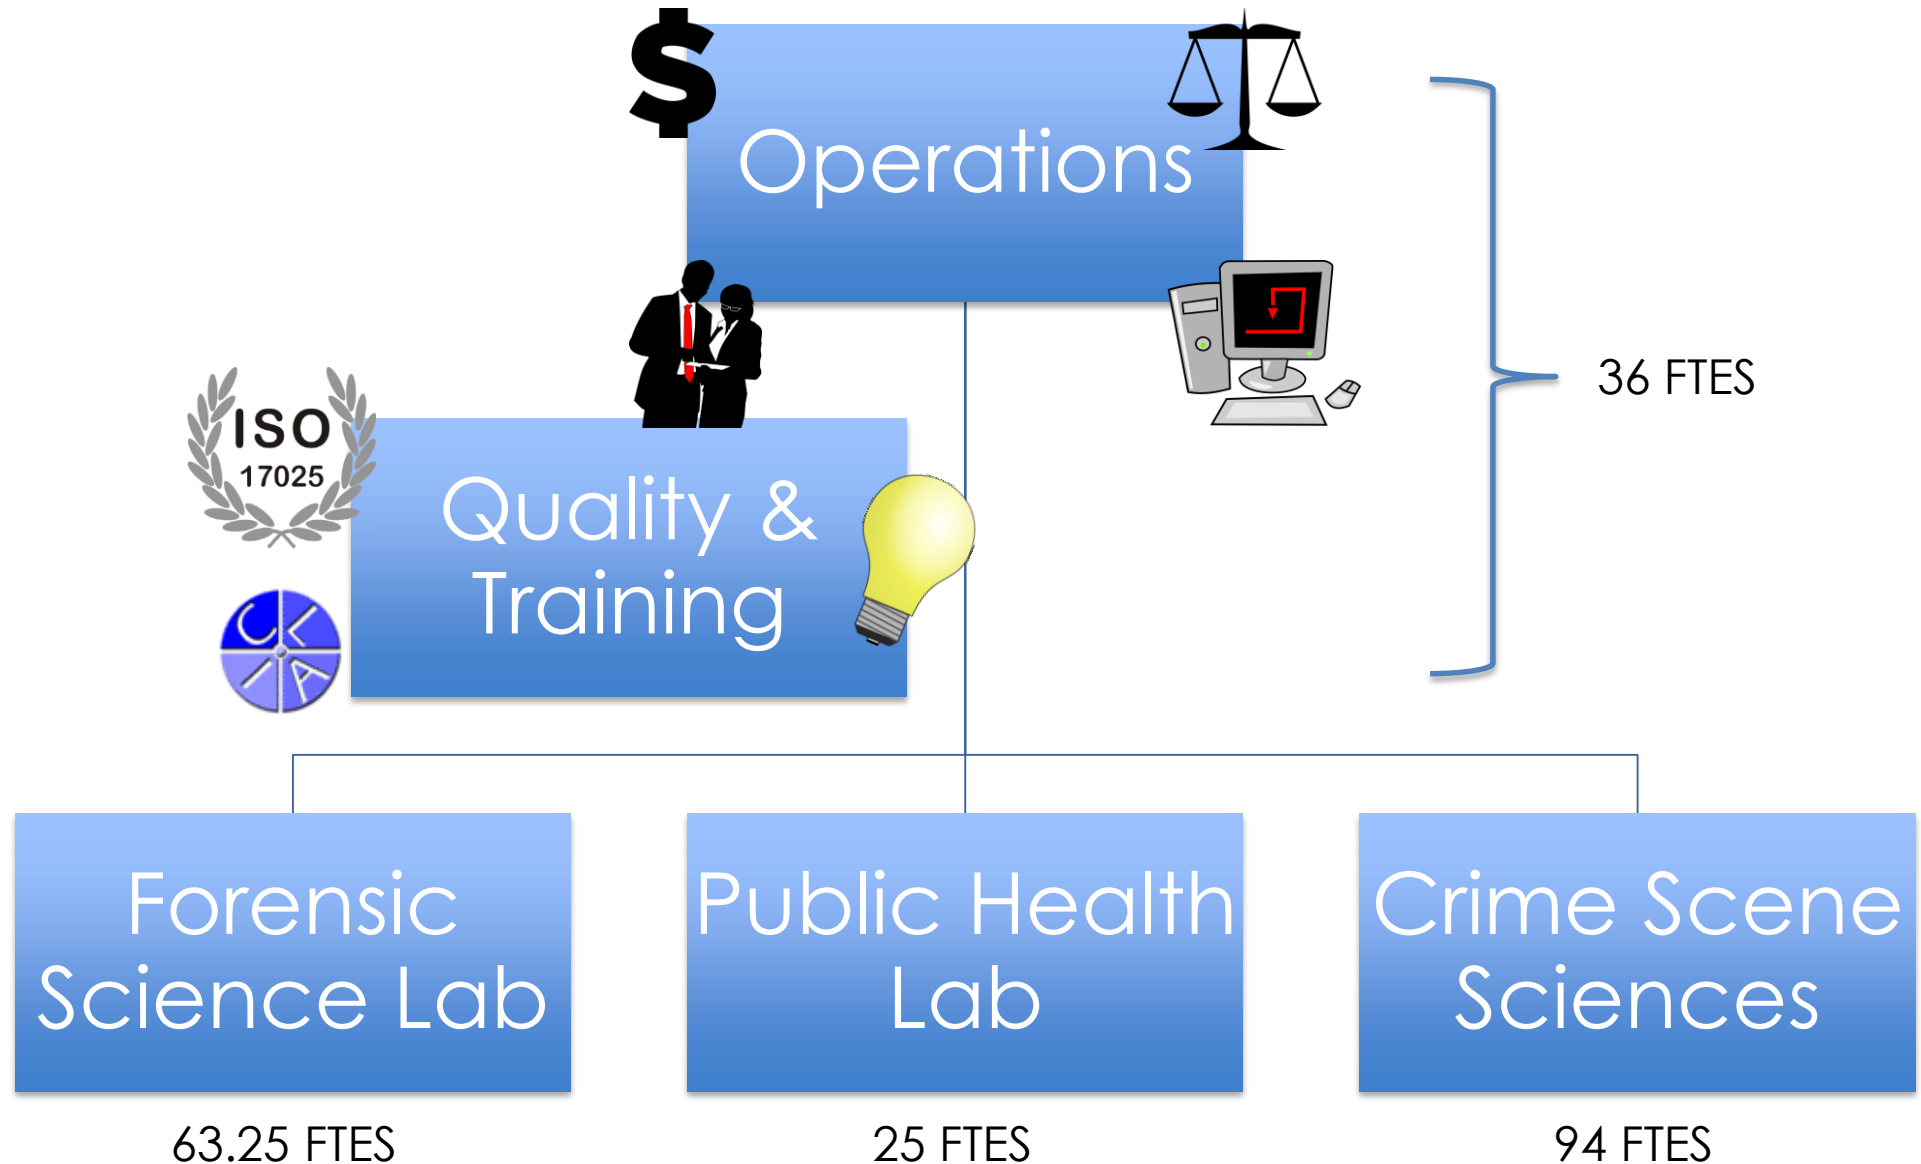 $
Operations
36 FTES
ISO
17025
Quality &
Training
CLIA
Forensic
Science Lab
63.25 FTES
Public Health
Lab
25 FTES
Crime Scene
Sciences
94 FTES